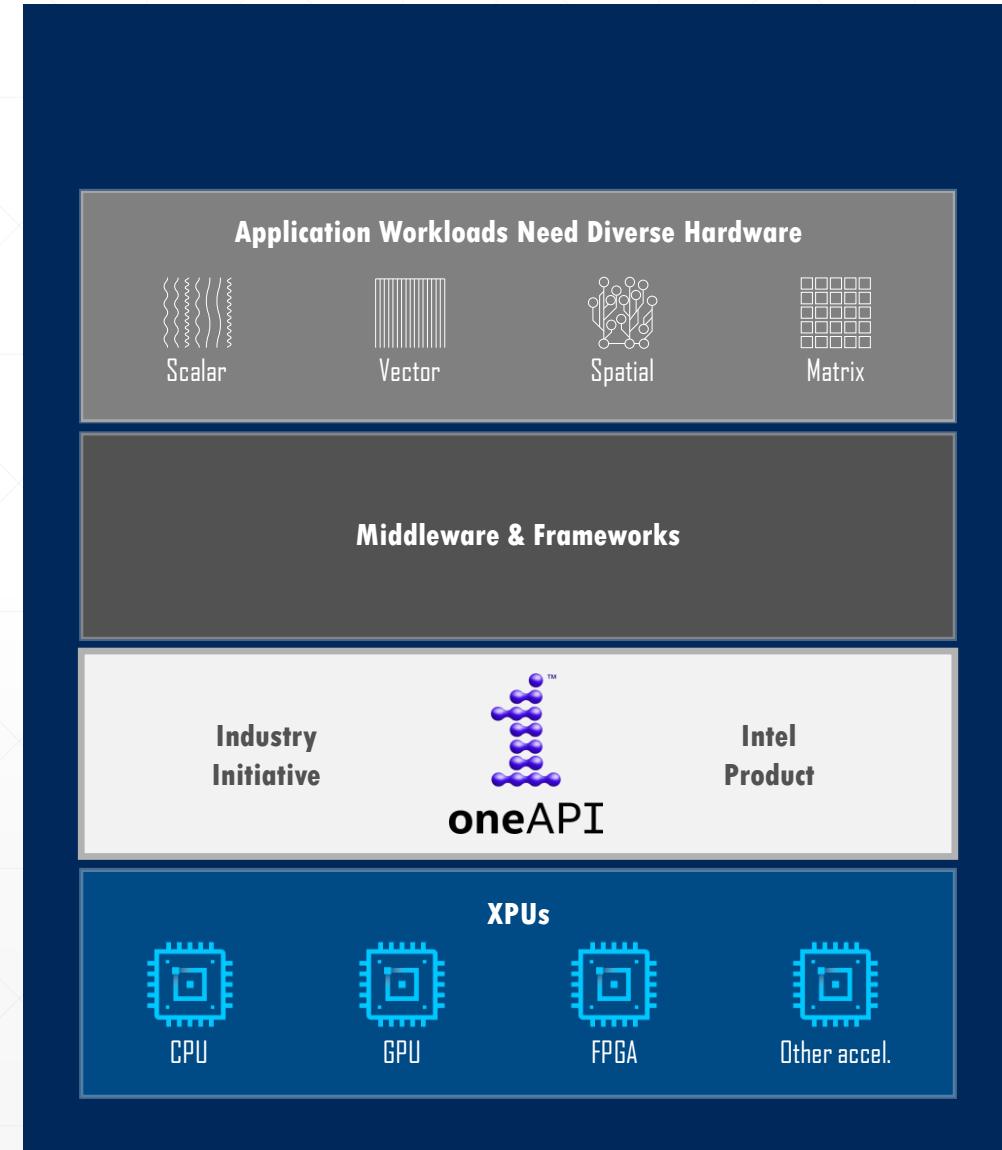 Application Workloads Need Diverse Hardware
Scalar Vector Spatial Matrix
Middleware & Frameworks
Industry
Initiative
™
oneAPI
Intel
Product
XPUs
CPU GPU FPGA Other accel.